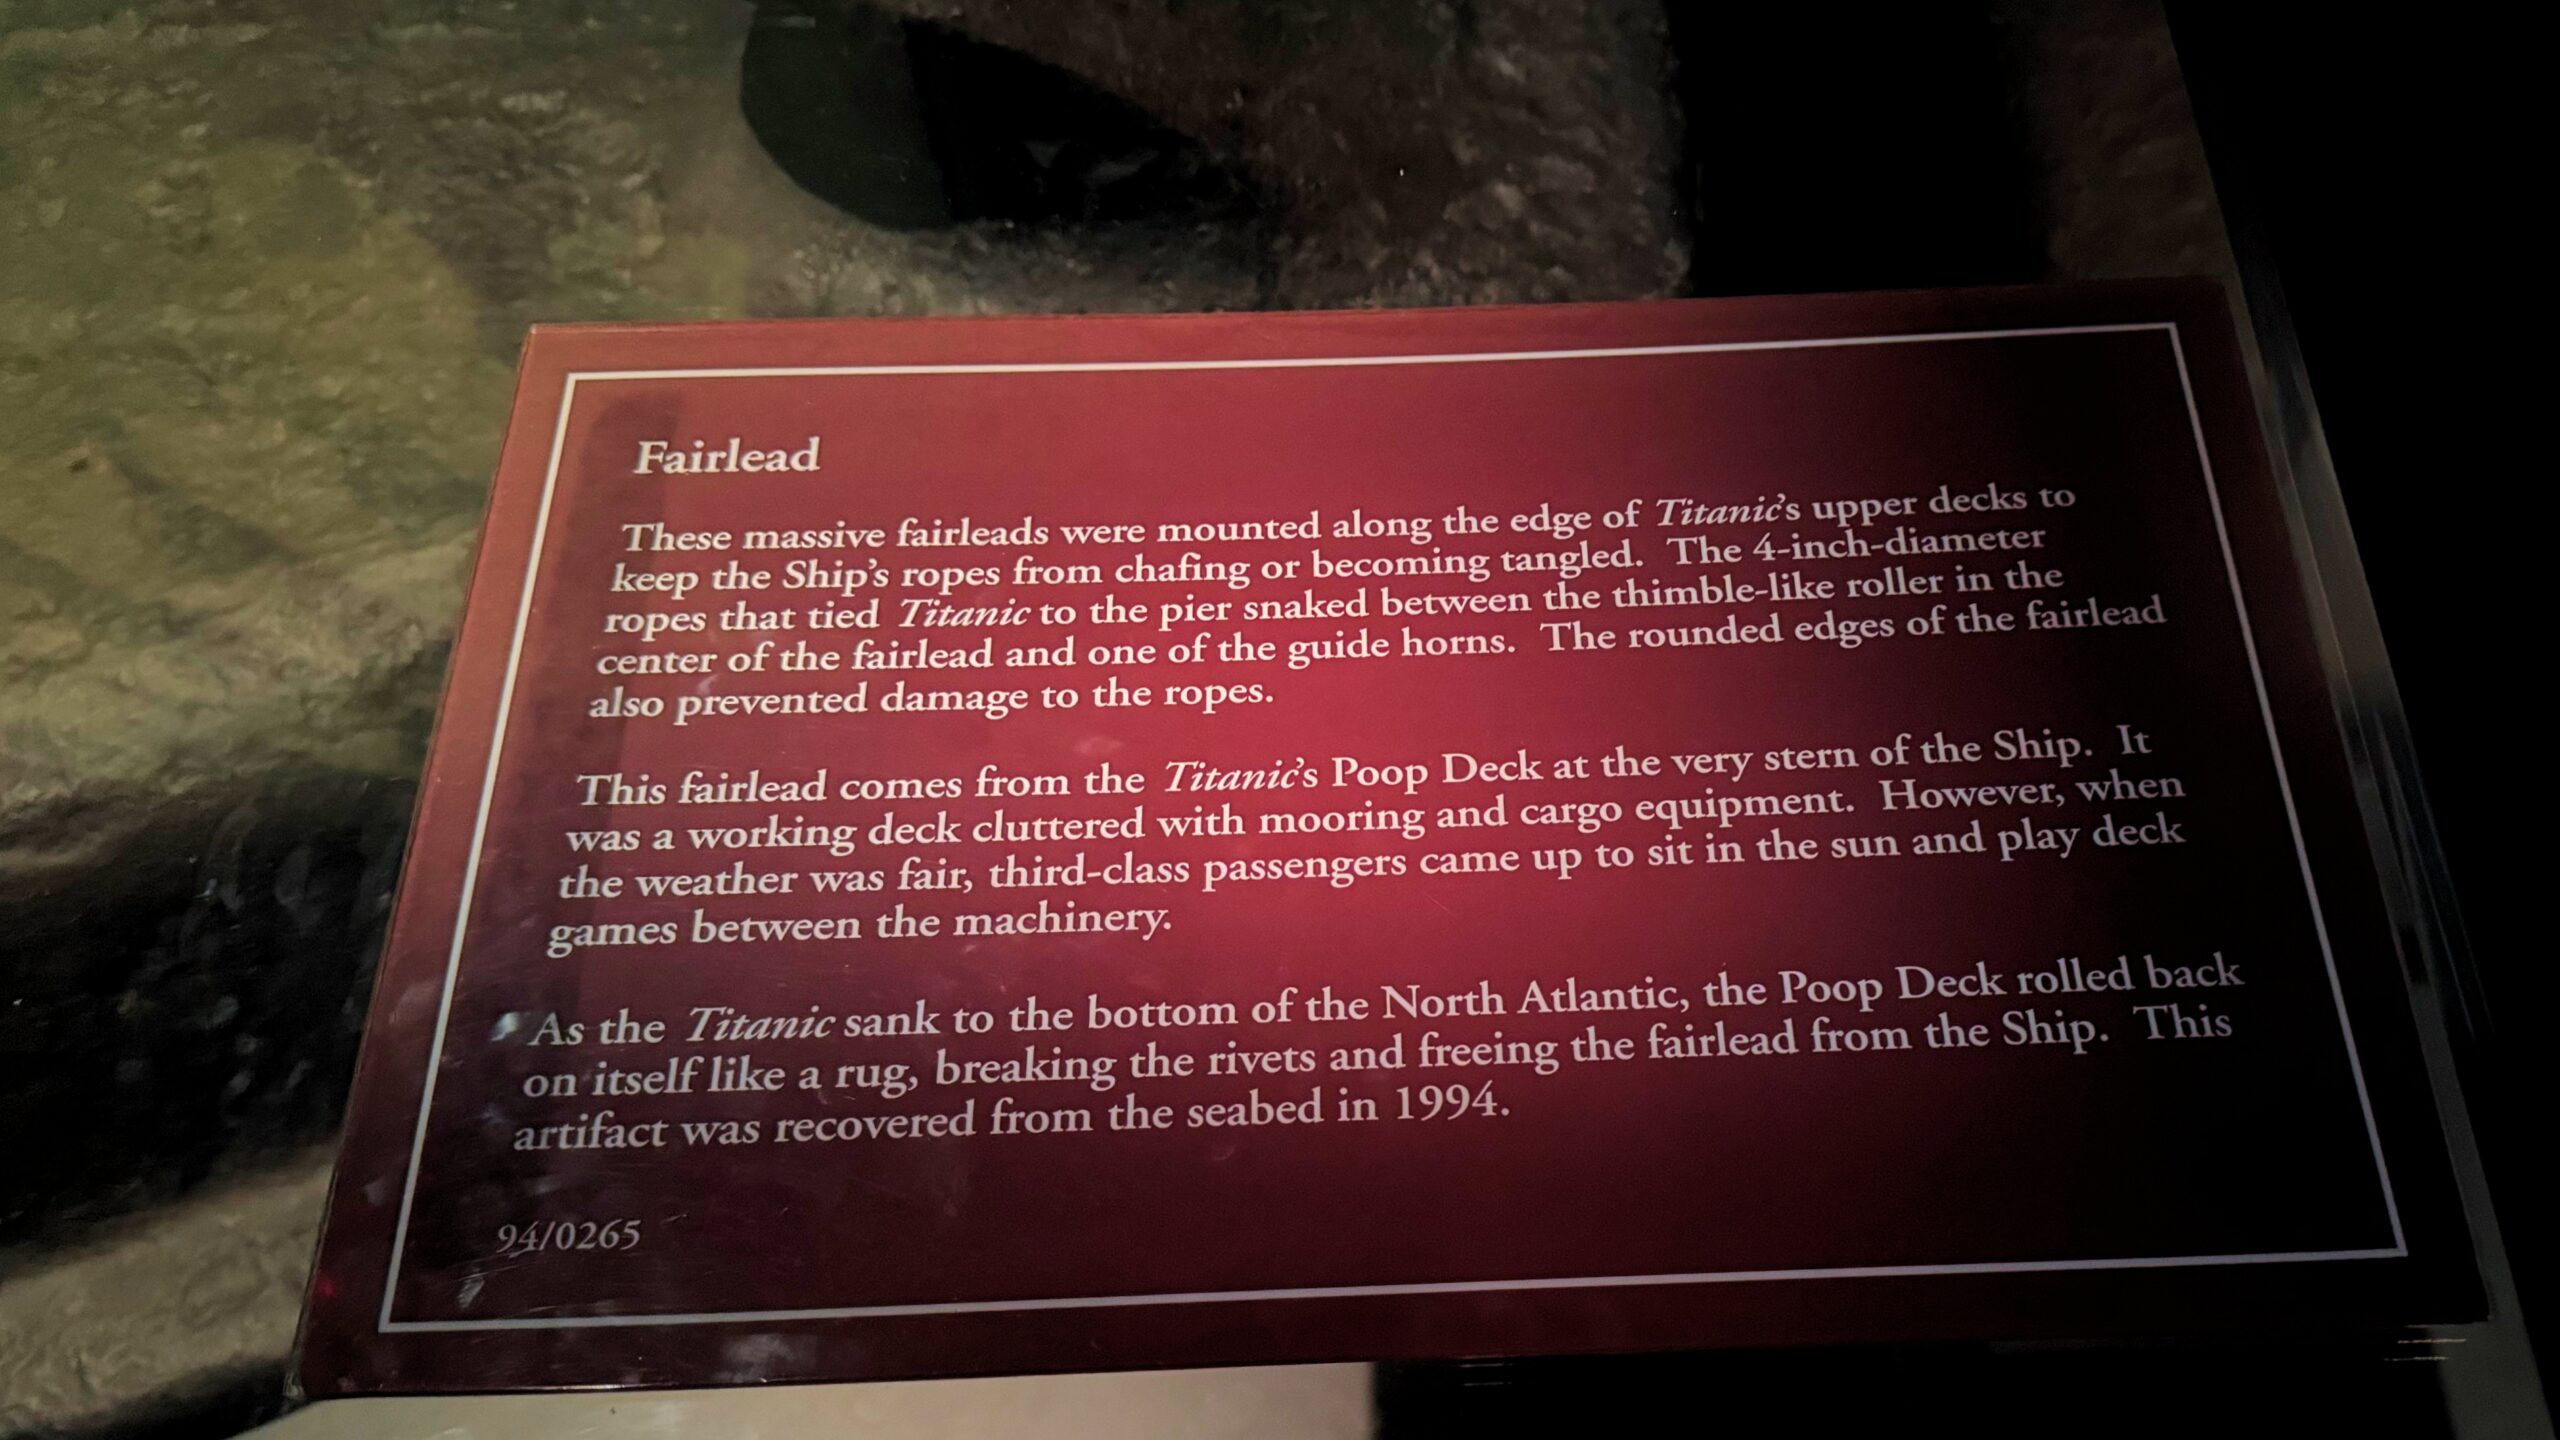 Fairlead
These massive fairleads were mounted along the edge of Titanic's upper decks to
keep the Ship's ropes from chafing or becoming tangled. The 4-inch-diameter
ropes that tied Titanic to the pier snaked between the thimble-like roller in the
center of the fairlead and one of the guide horns. The rounded edges of the fairlead
also prevented damage to the ropes.
This fairlead comes from the Titanic's Poop Deck at the very stern of the Ship. It
was a working deck cluttered with mooring and cargo equipment. However, when
the weather was fair, third-class passengers came up to sit in the sun and play deck
games between the machinery.
As the Titanic sank to the bottom of the North Atlantic, the Poop Deck rolled back
on itself like a rug, breaking the rivets and freeing the fairlead from the Ship. This
artifact was recovered from the seabed in 1994.
94/0265